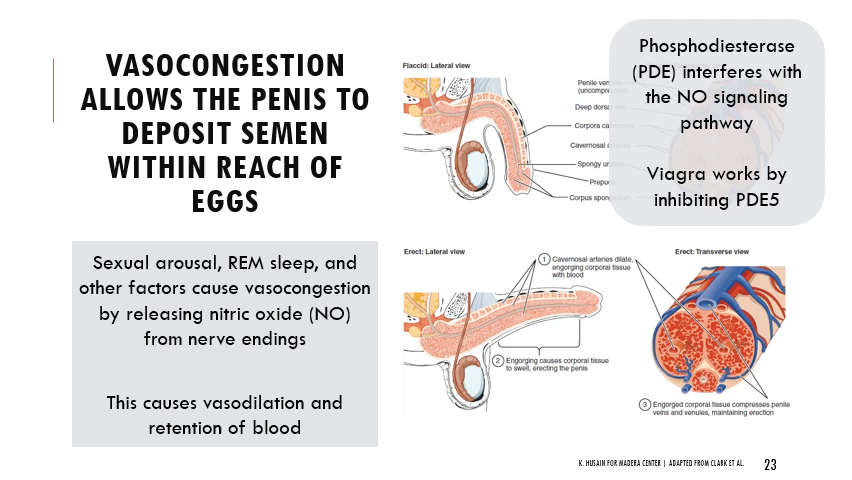 VASOCONGESTION
ALLOWS THE PENIS TO
DEPOSIT SEMEN
WITHIN REACH OF
EGGS
Sexual arousal, REM sleep, and
other factors cause vasocongestion
by releasing nitric oxide (NO)
from nerve endings
This causes vasodilation and
retention of blood
Flaccid: Lateral view
Penile
Deep
Corpora
Cavernosal
Spongy
Corpus
Phosphodiesterase
(PDE) interferes with
the NO signaling
pathway
Viagra works by
inhibiting PDE5
Erect: Lateral view
1 Cavernosal arteries dilate,
engorging corporal tissue
with blood
2 Engorging causes corporal tissue
to swell, erecting the penis
Erect: Transverse view
3 Engorged corporal tissue compresses penile
veins and venules, maintaining erection
K. HUSAIN FOR MADERA CENTER | ADAPTED FROM CLARK ET AL.
23